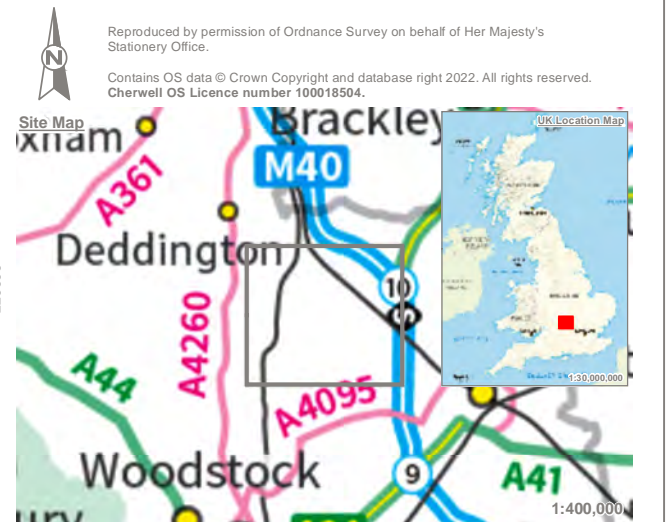 N
Reproduced by permission of Ordnance Survey on behalf of Her Majesty's
Stationery Office.
Contains OS data © Crown Copyright and database right 2022. All rights reserved.
Cherwell OS Licence number 100018504.
Site Map
UK Location Map
Brackley
xham
M40
A361
Deddington
10
A4260
1:30,000,000
A44
A4095
Woodstock
9
A41
1:400,000
ury